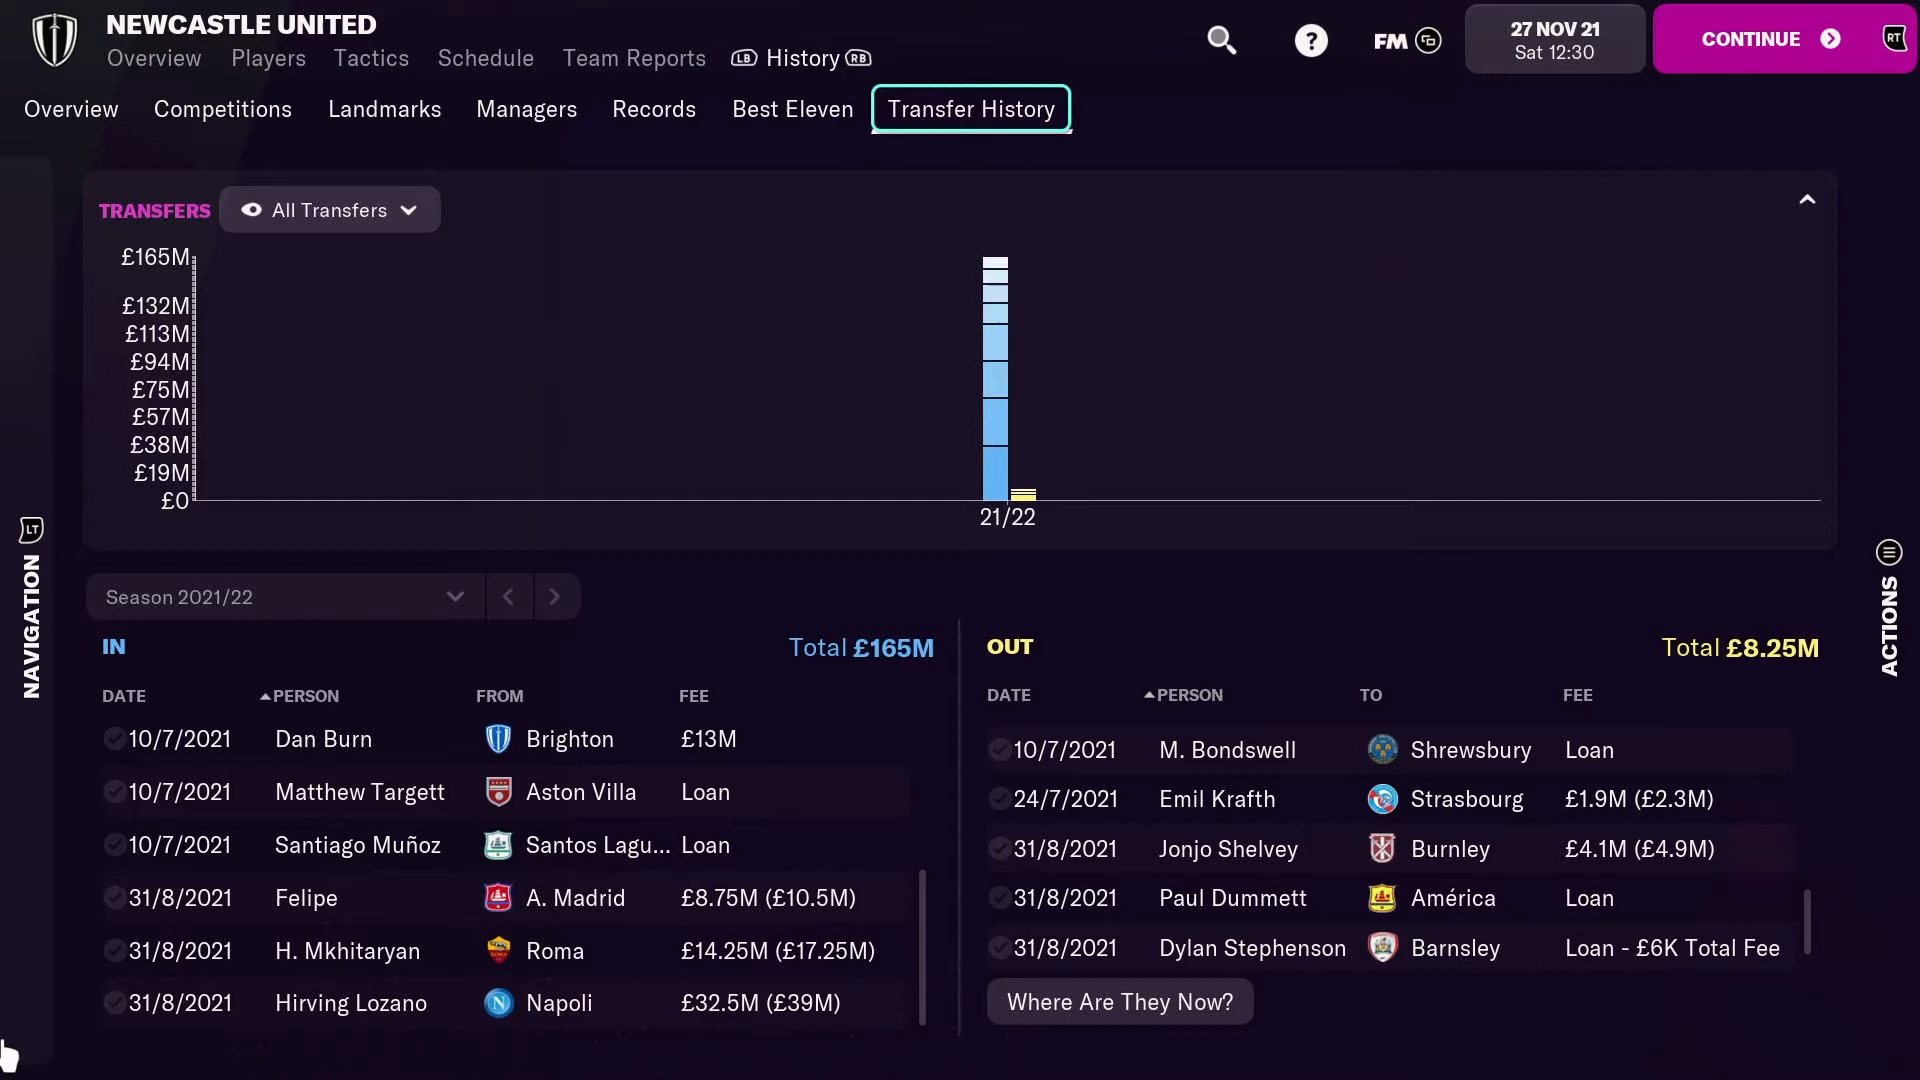 NEWCASTLE UNITED
Overview Players Tactics Schedule Team Reports LB History RB
FM
27 NOV 21
Sat 12:30
CONTINUE
RT
Overview Competitions Landmarks Managers Records Best Eleven Transfer History
TRANSFERS All Transfers
£165M
£132M
£113M
£94M
£75M
£57M
£38M
£19M
£0
21/22
LT
NAVIGATION
ACTIONS
Season 2021/22
IN Total £165M
DATE PERSON FROM FEE
10/7/2021 Dan Burn Brighton £13M
10/7/2021 Matthew Targett Aston Villa Loan
10/7/2021 Santiago Muñoz Santos Lagu... Loan
31/8/2021 Felipe A. Madrid £8.75M (£10.5M)
31/8/2021 H. Mkhitaryan Roma £14.25M (£17.25M)
31/8/2021 Hirving Lozano N Napoli £32.5M (£39M)
OUT Total £8.25M
DATE PERSON TO FEE
10/7/2021 M. Bondswell Shrewsbury Loan
24/7/2021 Emil Krafth Strasbourg £1.9M (£2.3M)
31/8/2021 Jonjo Shelvey Burnley £4.1M (£4.9M)
31/8/2021 Paul Dummett América Loan
31/8/2021 Dylan Stephenson Barnsley Loan - £6K Total Fee
Where Are They Now?